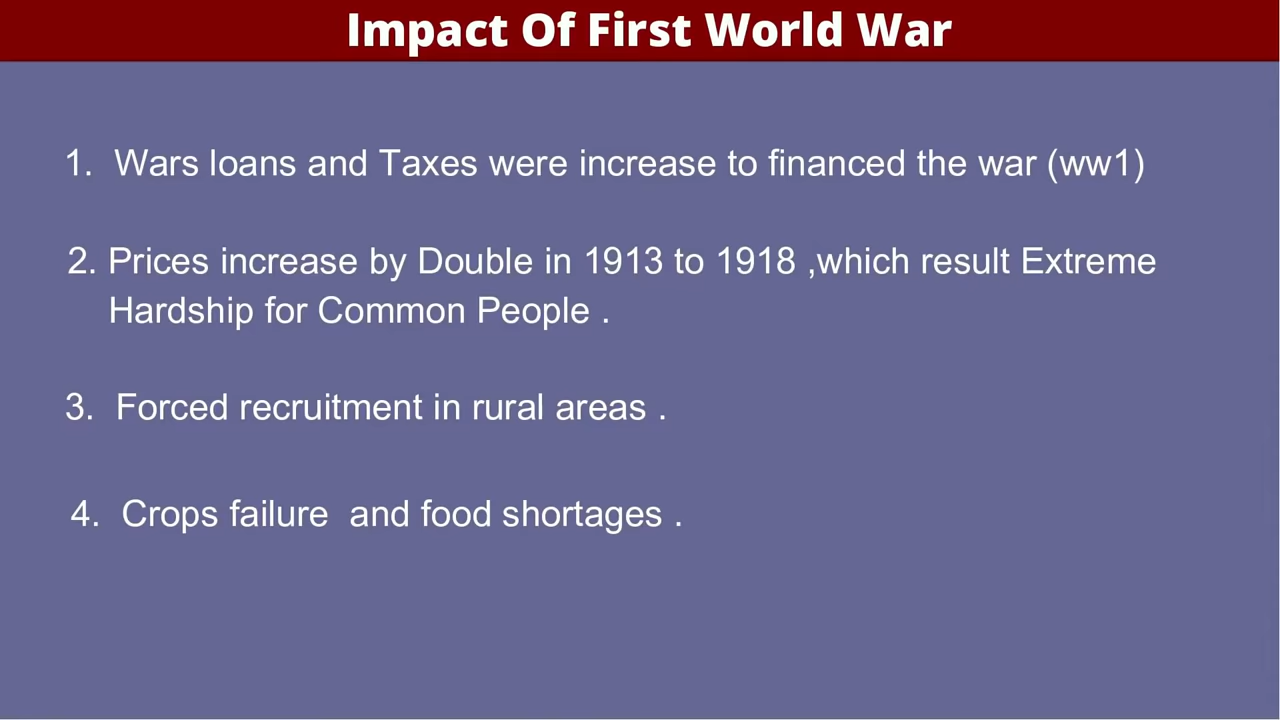 Impact Of First World War
1. Wars loans and Taxes were increase to financed the war (ww1)
2. Prices increase by Double in 1913 to 1918 ,which result Extreme
Hardship for Common People .
3. Forced recruitment in rural areas .
4. Crops failure and food shortages .